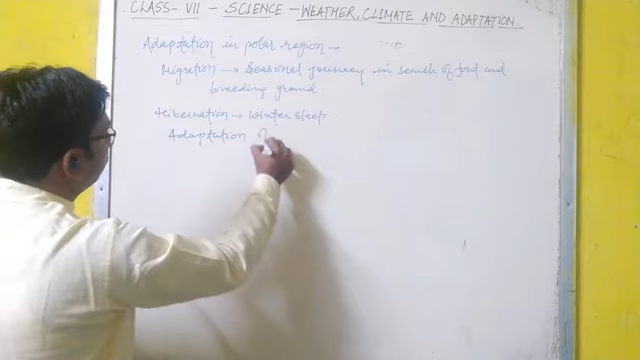 CLASS- VII - SCIENCE - WEATHER, CLIMATE AND ADAPTATION
Adaptation in polar region -
Migration → Seasonal Journey in search of food and
breeding ground.
Hibernation → Winter sleep..
Adaptation